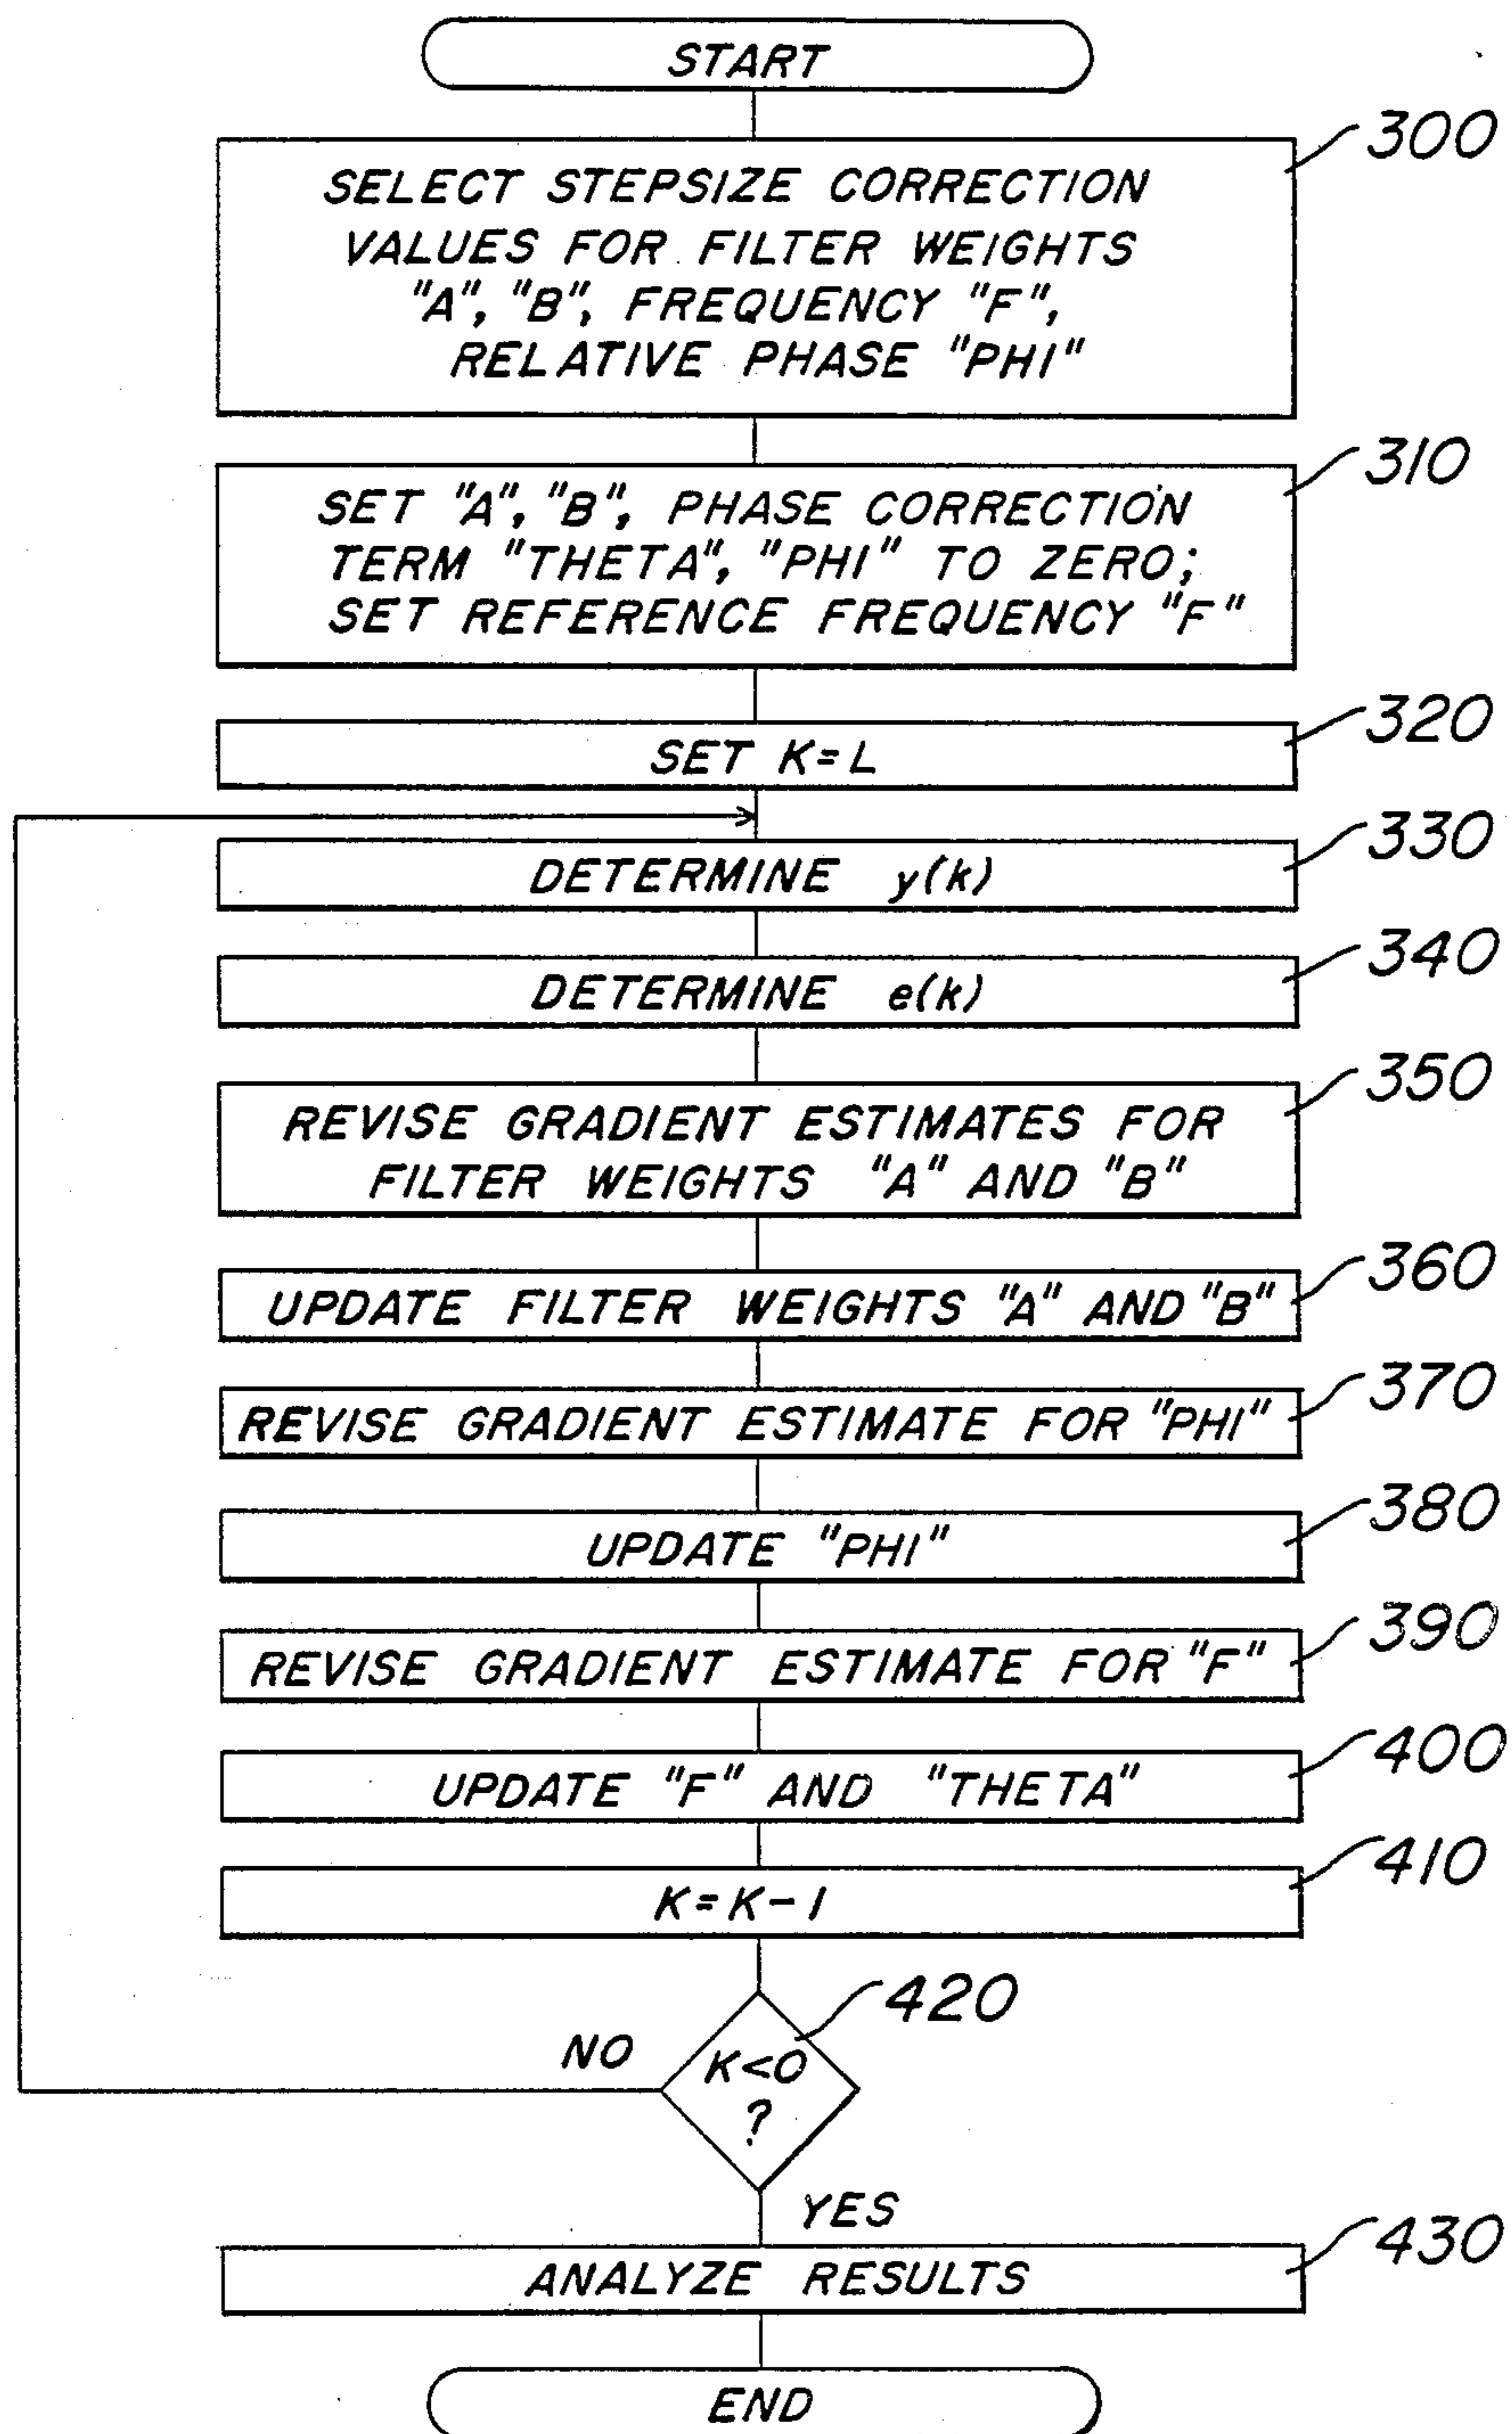 START
300
SELECT STEPSIZE CORRECTION
VALUES FOR FILTER WEIGHTS
"A", "B", FREQUENCY "F",
RELATIVE PHASE "PHI"
310
SET "A", "B", PHASE CORRECTION
TERM "THETA", "PHI" TO ZERO;
SET REFERENCE FREQUENCY "F"
320
SET K=L
330
DETERMINE y(k)
340
DETERMINE e(k)
350
REVISE GRADIENT ESTIMATES FOR
FILTER WEIGHTS "A" AND "B"
360
UPDATE FILTER WEIGHTS "A" AND "B"
370
REVISE GRADIENT ESTIMATE FOR "PHI"
380
UPDATE "PHI"
390
REVISE GRADIENT ESTIMATE FOR "F"
400
UPDATE "F" AND "THETA"
410
K=K-1
420
NO
K<0
?
YES
430
ANALYZE RESULTS
END